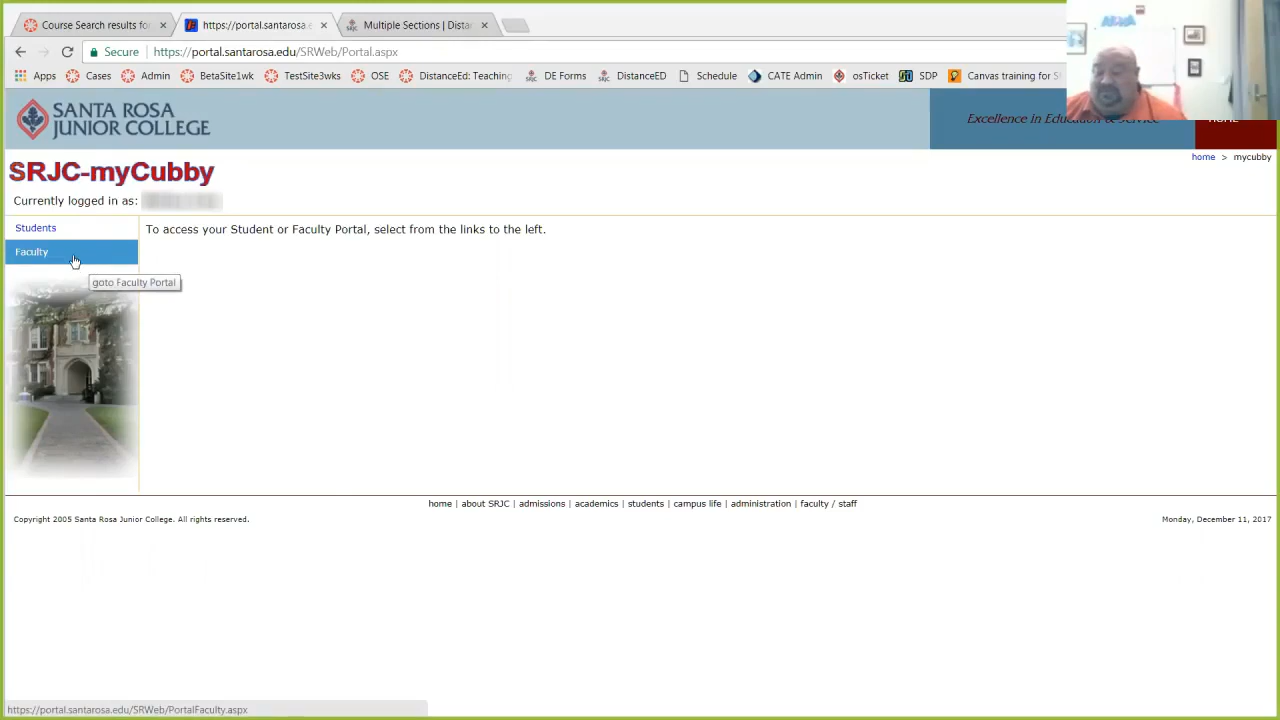 Course Search results fo
https://portal.santarosa.e
Multiple Sections | Dista
Secure
https://portal.santarosa.edu/SRWeb/Portal.aspx
Apps
Cases
Admin
BetaSite1wk
TestSite3wks
OSE
DistanceEd: Teaching
DE Forms
DistanceED
Schedule
CATE Admin
osTicket
SDP
Canvas training for S
SANTA ROSA
JUNIOR COLLEGE
Excellence in Education & Service
HOME
home > mycubby
SRJC-myCubby
Currently logged in as:
Students
To access your Student or Faculty Portal, select from the links to the left.
Faculty
goto Faculty Portal
home | about SRJC | admissions | academics | students | campus life | administration | faculty / staff
Copyright 2005 Santa Rosa Junior College. All rights reserved.
Monday, December 11, 2017
https://portal.santarosa.edu/SRWeb/PortalFaculty.aspx